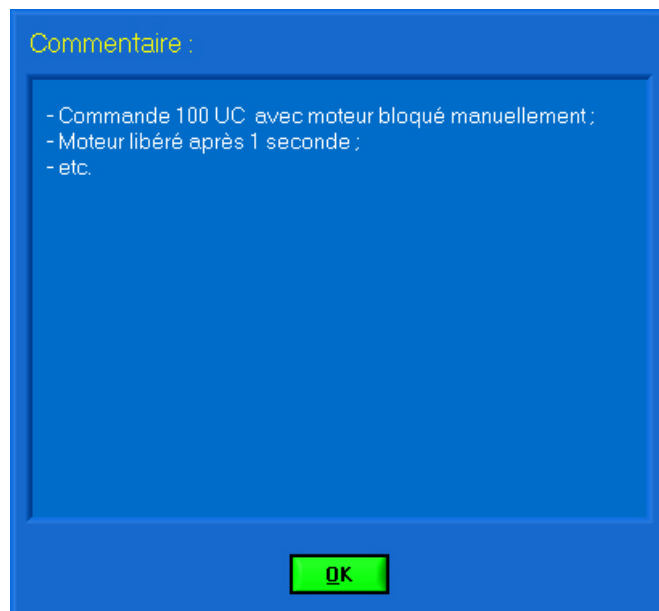 Commentaire :
- Commande 100 UC  avec moteur bloqué manuellement ;
- Moteur libéré après 1 seconde ;
- etc.
OK